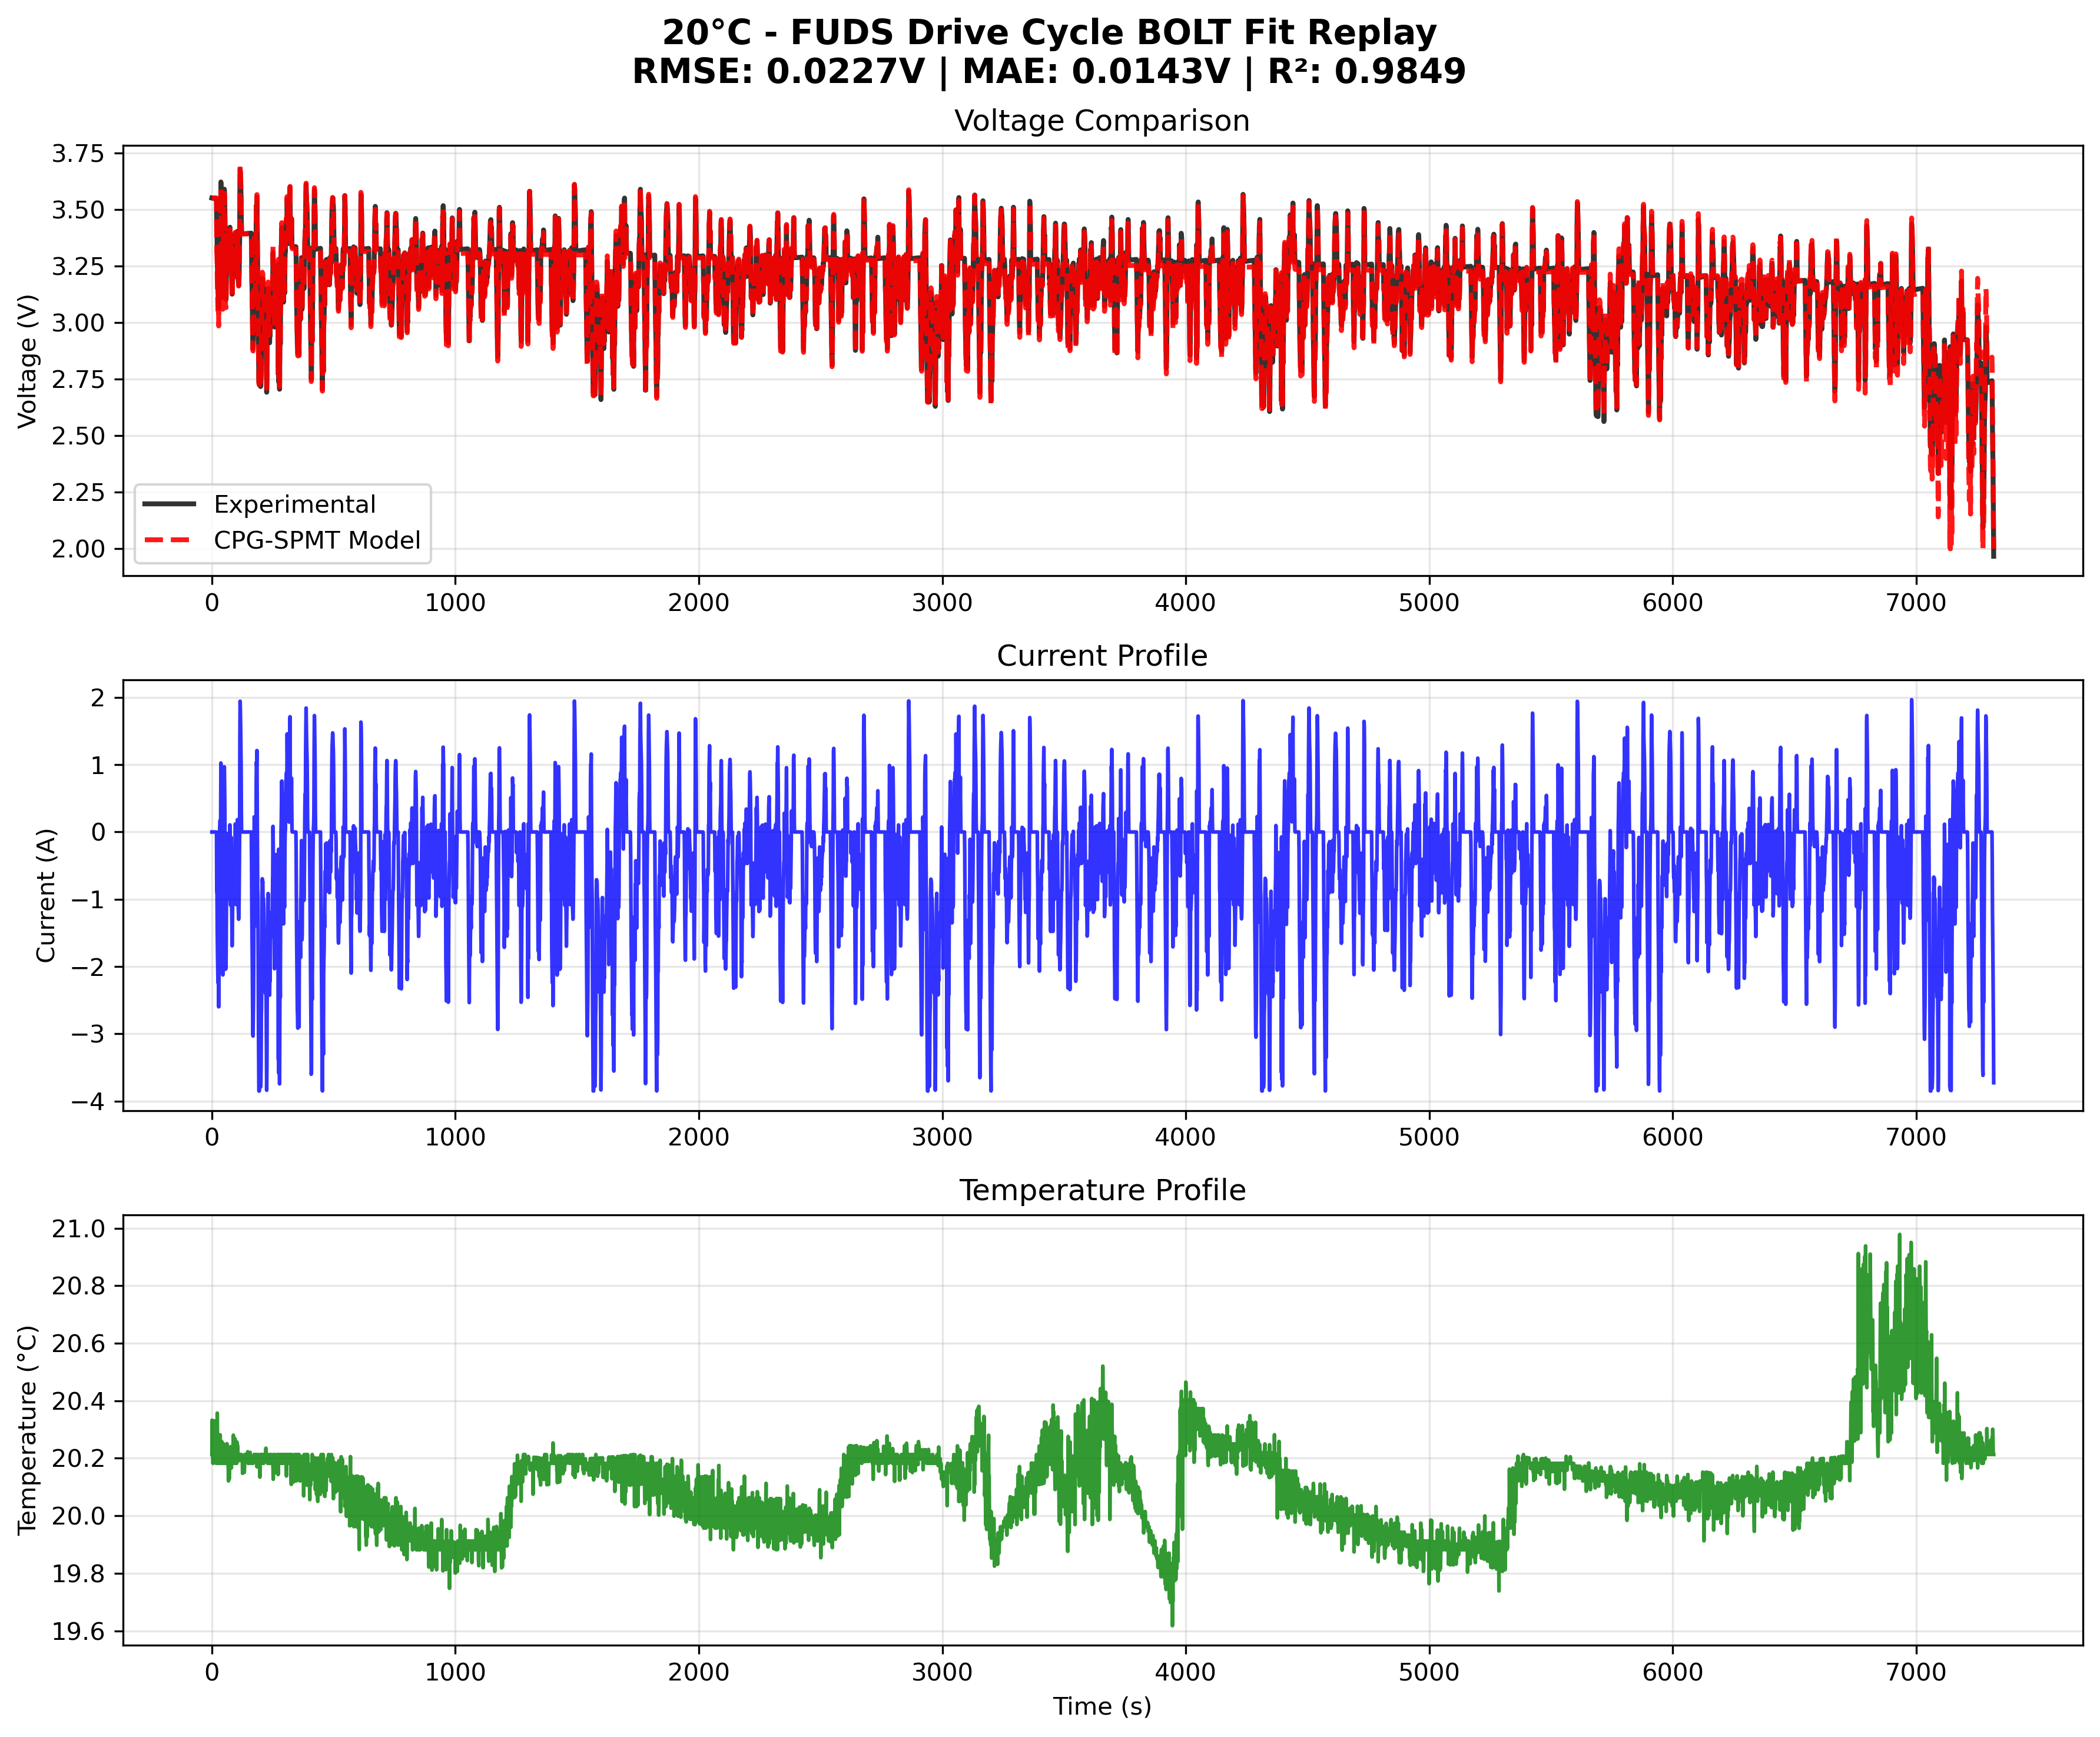 20°C - FUDS Drive Cycle BOLT Fit Replay
RMSE: 0.0227V | MAE: 0.0143V | R²: 0.9849
Voltage Comparison
Voltage (V)
3.75
3.50
3.25
3.00
2.75
2.50
2.25
2.00
Experimental
CPG-SPMT Model
0 1000 2000 3000 4000 5000 6000 7000
Current Profile
Current (A)
2
1
0
−1
−2
−3
−4
0 1000 2000 3000 4000 5000 6000 7000
Temperature Profile
Temperature (°C)
21.0
20.8
20.6
20.4
20.2
20.0
19.8
19.6
0 1000 2000 3000 4000 5000 6000 7000
Time (s)